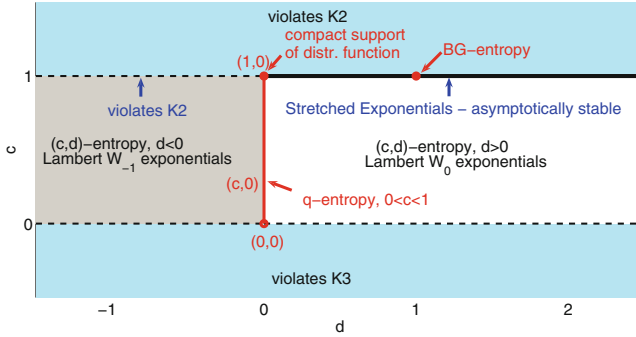 violates K2
compact support
of distr. function
BG−entropy
(1,0)
1
violates K2
Stretched Exponentials − asymptotically stable
(c,d)−entropy, d<0
Lambert W₋₁ exponentials
(c,d)−entropy, d>0
Lambert W₀ exponentials
c
(c,0)
q−entropy, 0<c<1
0
(0,0)
violates K3
−1
0
1
2
d